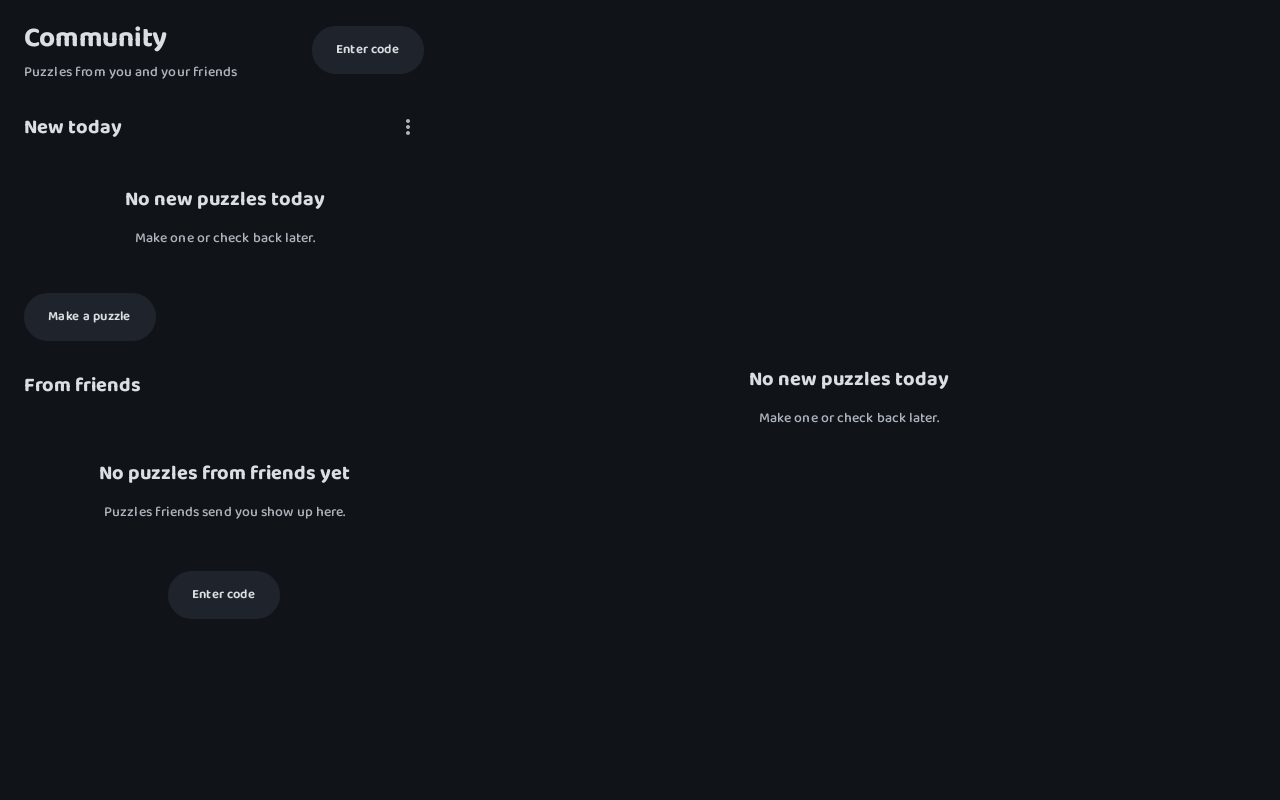 Community
Puzzles from you and your friends
Enter code
New today
No new puzzles today
Make one or check back later.
Make a puzzle
From friends
No puzzles from friends yet
Puzzles friends send you show up here.
Enter code
No new puzzles today
Make one or check back later.